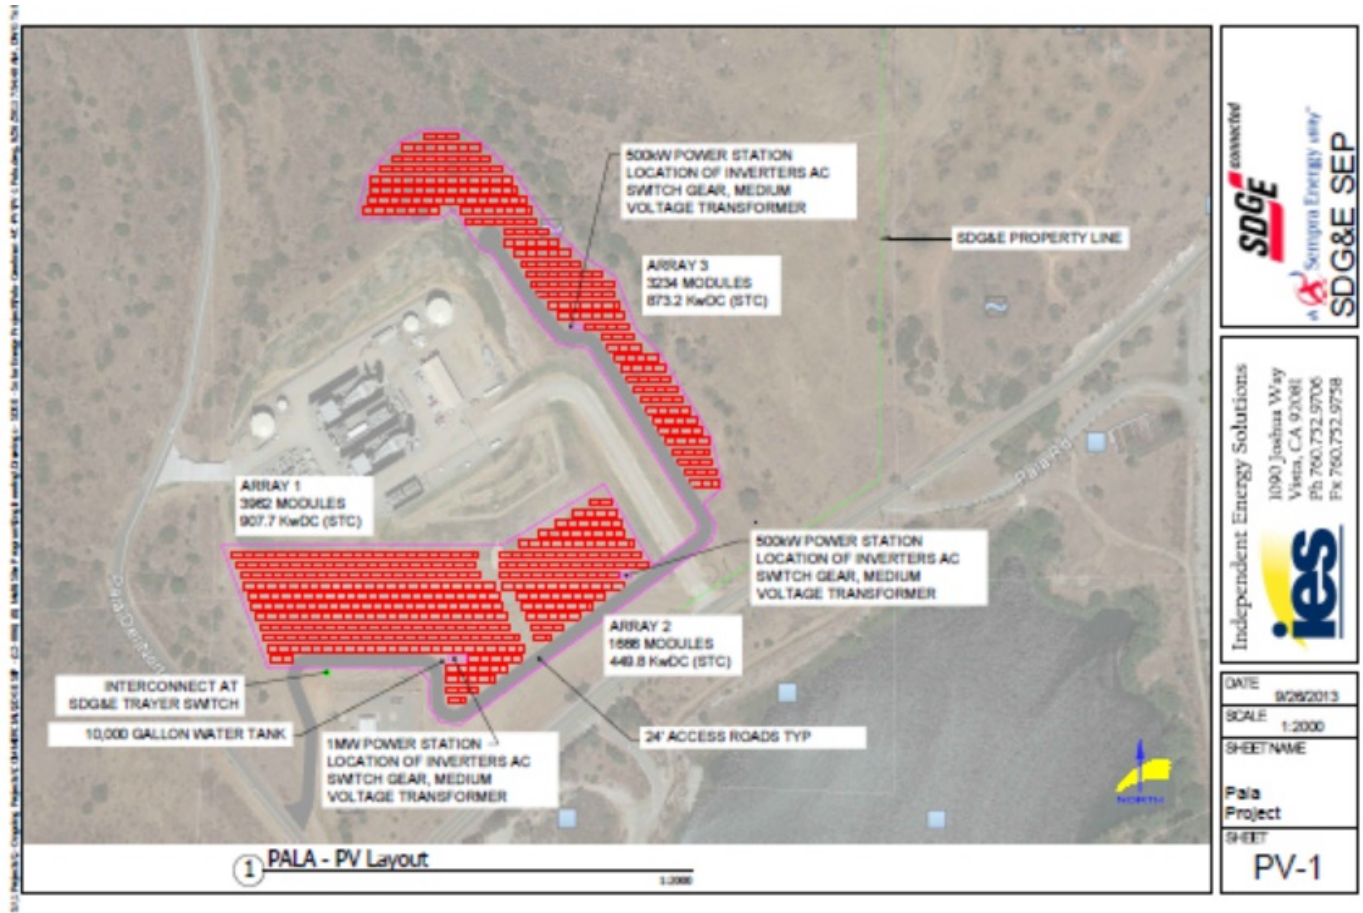 500kW POWER STATION
LOCATION OF INVERTERS AC
SWITCH GEAR, MEDIUM
VOLTAGE TRANSFORMER
SDG&E PROPERTY LINE
ARRAY 3
3234 MODULES
873.2 KwDC (STC)
ARRAY 1
3962 MODULES
907.7 KwDC (STC)
Pala Rd
500kW POWER STATION
LOCATION OF INVERTERS AC
SWITCH GEAR, MEDIUM
VOLTAGE TRANSFORMER
ARRAY 2
1666 MODULES
449.8 KwDC (STC)
INTERCONNECT AT
SDG&E TRAYER SWITCH
10,000 GALLON WATER TANK
1MW POWER STATION
LOCATION OF INVERTERS AC
SWITCH GEAR, MEDIUM
VOLTAGE TRANSFORMER
24' ACCESS ROADS TYP
NORTH
1
PALA - PV Layout
1:2000
SDGE connected
A Sempra Energy utility
SDG&E SEP
Independent Energy Solutions
1090 Joshua Way
Vista, CA 92081
Ph 760.752.9706
Fx 760.752.9758
ies
DATE
9/26/2013
SCALE
1:2000
SHEET NAME
Pala
Project
SHEET
PV-1